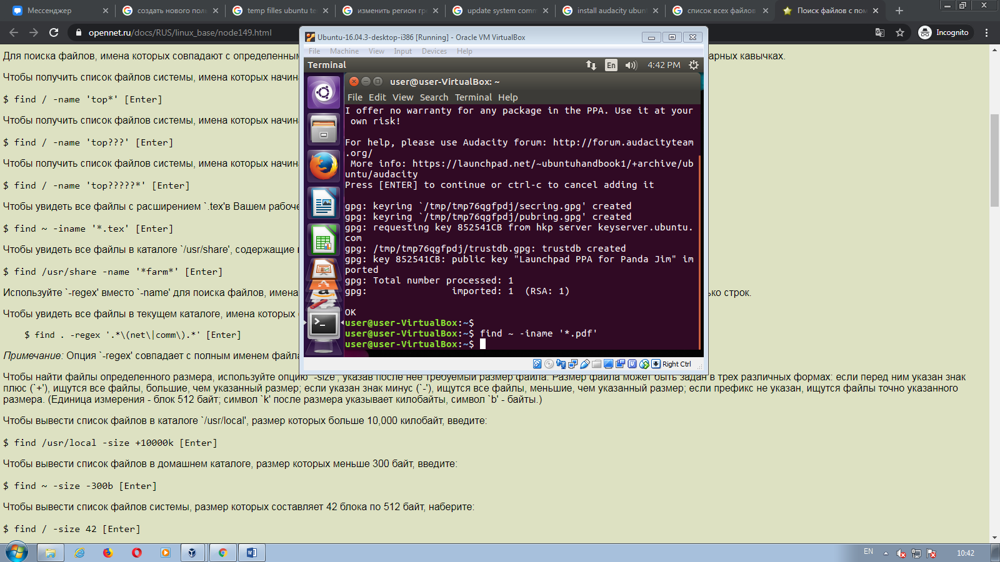 Мессенджер
создать нового пол
temp filles ubuntu te
изменить регион гр
update system comm
install audacity ubun
список всех файлов
Поиск файлов с пом
opennet.ru/docs/RUS/linux_base/node149.html
Incognito
Для поиска файлов, имена которых совпадают с определенным
арных кавычках.
Чтобы получить список файлов системы, имена которых начин
$ find / -name 'top*' [Enter]
Чтобы получить список файлов системы, имена которых начин
$ find / -name 'top???' [Enter]
Чтобы получить список файлов системы, имена которых начин
$ find / -name 'top?????*' [Enter]
Чтобы увидеть все файлы с расширением `.tex'в Вашем рабоче
$ find ~ -iname '*.tex' [Enter]
Чтобы увидеть все файлы в каталоге `/usr/share', содержащие
$ find /usr/share -name '*farm*' [Enter]
Используйте `-regex' вместо `-name' для поиска файлов, имена
ько строк.
Чтобы увидеть все файлы в текущем каталоге, имена которых
$ find . -regex '.*\(net\|comm\).*' [Enter]
Примечание: Опция `-regex' совпадает с полным именем файла
Чтобы найти файлы определенного размера, используйте опцию `-size', указав после нее требуемый размер файла. Размер файла может быть задан в трех различных формах: если перед ним указан знак
плюс (`+'), ищутся все файлы, большие, чем указанный размер; если указан знак минус (`-'), ищутся все файлы, меньшие, чем указанный размер; если префикс не указан, ищутся файлы точно указанного
размера. (Единица измерения - блок 512 байт; символ `k' после размера указывает килобайты, символ `b' - байты.)
Чтобы вывести список файлов в каталоге `/usr/local', размер которых больше 10,000 килобайт, введите:
$ find /usr/local -size +10000k [Enter]
Чтобы вывести список файлов в домашнем каталоге, размер которых меньше 300 байт, введите:
$ find ~ -size -300b [Enter]
Чтобы вывести список файлов системы, размер которых составляет 42 блока по 512 байт, наберите:
$ find / -size 42 [Enter]
Ubuntu-16.04.3-desktop-i386 [Running] - Oracle VM VirtualBox
File Machine View Input Devices Help
Terminal
En
4:42 PM
user@user-VirtualBox: ~
File Edit View Search Terminal Help
I offer no warranty for any package in the PPA. Use it at your
own risk!
For help, please use Audacity forum: http://forum.audacityteam
.org/
More info: https://launchpad.net/~ubuntuhandbook1/+archive/ub
untu/audacity
Press [ENTER] to continue or ctrl-c to cancel adding it
gpg: keyring `/tmp/tmp76qgfpdj/secring.gpg' created
gpg: keyring `/tmp/tmp76qgfpdj/pubring.gpg' created
gpg: requesting key 852541CB from hkp server keyserver.ubuntu.
com
gpg: /tmp/tmp76qgfpdj/trustdb.gpg: trustdb created
gpg: key 852541CB: public key "Launchpad PPA for Panda Jim" im
ported
gpg: Total number processed: 1
gpg: imported: 1 (RSA: 1)
OK
user@user-VirtualBox:~$
user@user-VirtualBox:~$ find ~ -iname '*.pdf'
user@user-VirtualBox:~$
Right Ctrl
EN
10:42